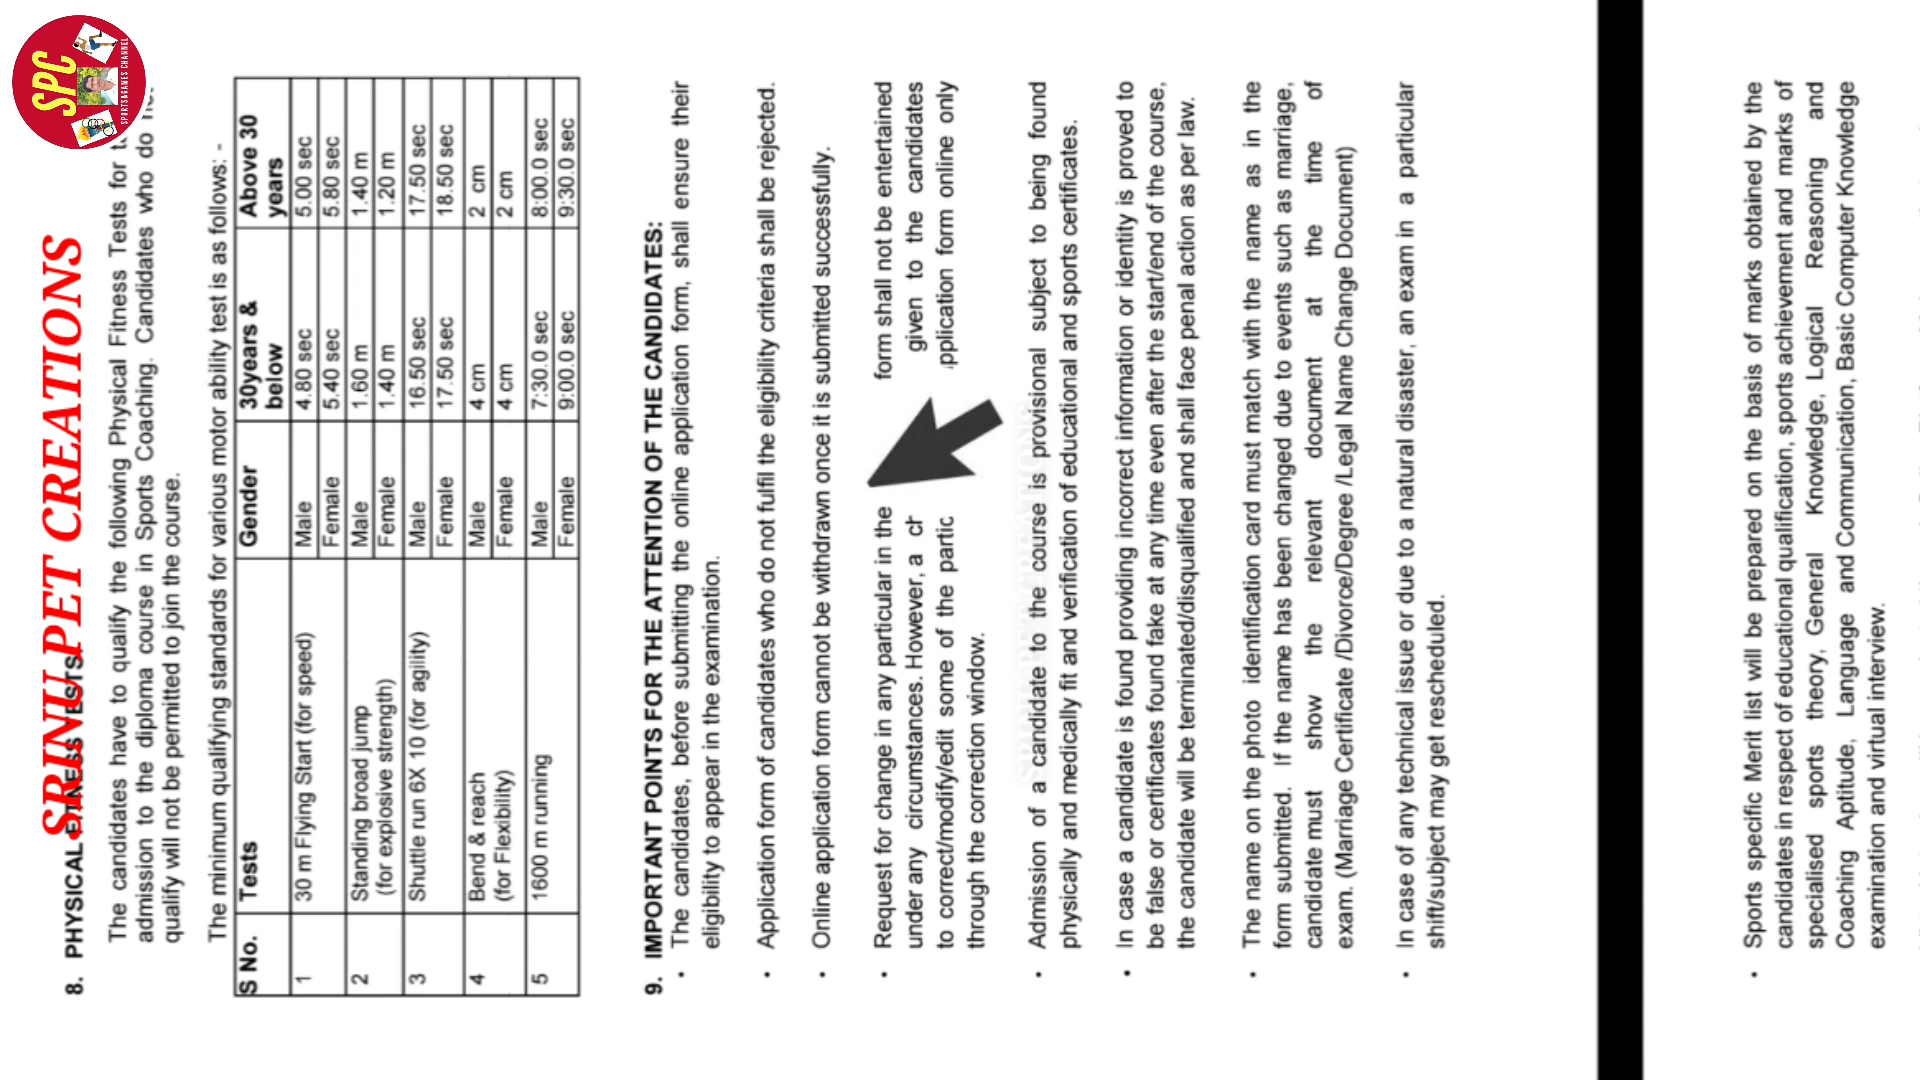 SPC
SPORTS&GAMES CHANNEL
SRINU PET CREATIONS
8. PHYSICAL FITNESS TESTS
The candidates have to qualify the following Physical Fitness Tests for
admission to the diploma course in Sports Coaching. Candidates who do
qualify will not be permitted to join the course.
The minimum qualifying standards for various motor ability test is as follows: -
S No. Tests Gender 30years & below Above 30 years
1 30 m Flying Start (for speed) Male 4.80 sec 5.00 sec
Female 5.40 sec 5.80 sec
2 Standing broad jump Male 1.60 m 1.40 m
(for explosive strength) Female 1.40 m 1.20 m
3 Shuttle run 6X 10 (for agility) Male 16.50 sec 17.50 sec
Female 17.50 sec 18.50 sec
4 Bend & reach Male 4 cm 2 cm
(for Flexibility) Female 4 cm 2 cm
5 1600 m running Male 7:30.0 sec 8:00.0 sec
Female 9:00.0 sec 9:30.0 sec
9. IMPORTANT POINTS FOR THE ATTENTION OF THE CANDIDATES:
• The candidates, before submitting the online application form, shall ensure their
eligibility to appear in the examination.
• Application form of candidates who do not fulfil the eligibility criteria shall be rejected.
• Online application form cannot be withdrawn once it is submitted successfully.
• Request for change in any particular in the form shall not be entertained
under any circumstances. However, a given to the candidates
to correct/modify/edit some of the form online only
through the correction window.
• Admission of a candidate to the course is provisional subject to being found
physically and medically fit and verification of educational and sports certificates.
• In case a candidate is found providing incorrect information or identity is proved to
be false or certificates found fake at any time even after the start/end of the course,
the candidate will be terminated/disqualified and shall face penal action as per law.
• The name on the photo identification card must match with the name as in the
form submitted. If the name has been changed due to events such as marriage,
candidate must show the relevant document at the time of
exam. (Marriage Certificate /Divorce/Degree /Legal Name Change Document)
• In case of any technical issue or due to a natural disaster, an exam in a particular
shift/subject may get rescheduled.
• Sports specific Merit list will be prepared on the basis of marks obtained by the
candidates in respect of educational qualification, sports achievement and marks of
specialised sports theory, General Knowledge, Logical Reasoning and
Coaching Aptitude, Language and Communication, Basic Computer Knowledge
examination and virtual interview.